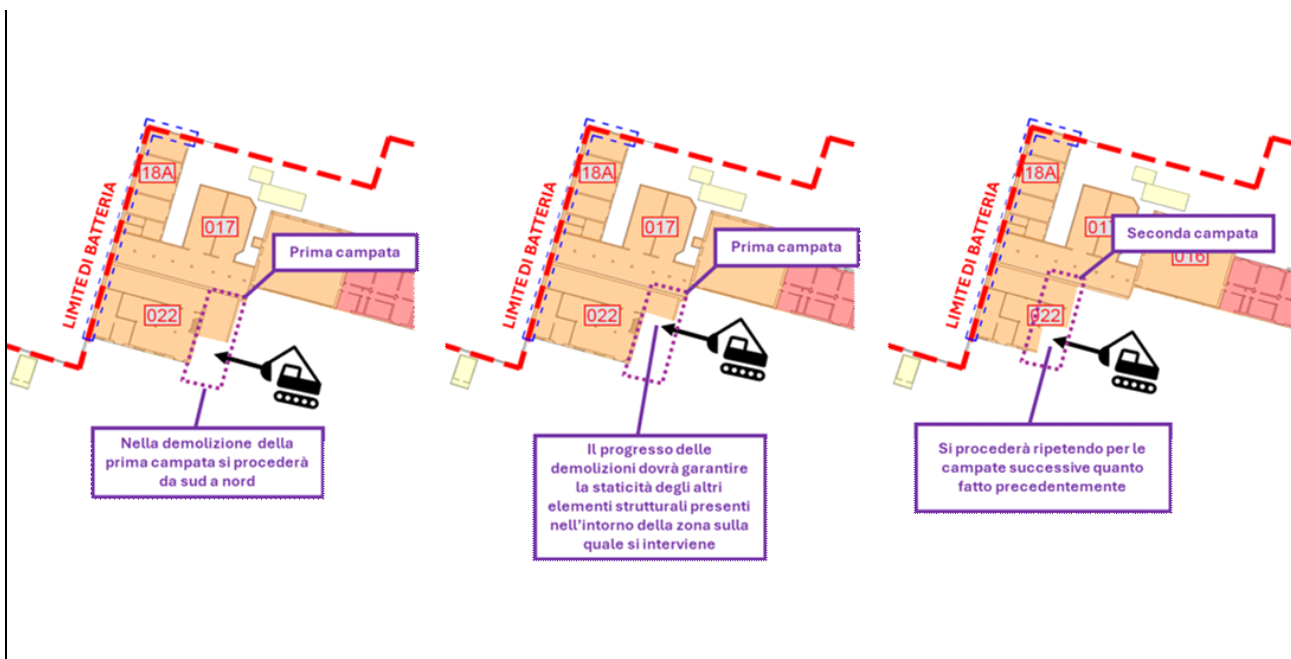 18A
017
LIMITE DI BATTERIA
Prima campata
022
Nella demolizione della
prima campata si procederà
da sud a nord
18A
017
LIMITE DI BATTERIA
Prima campata
022
Il progresso delle
demolizioni dovrà garantire
la staticità degli altri
elementi strutturali presenti
nell'intorno della zona sulla
quale si interviene
18A
Seconda campata
016
LIMITE DI BATTERIA
022
Si procederà ripetendo per le
campate successive quanto
fatto precedentemente